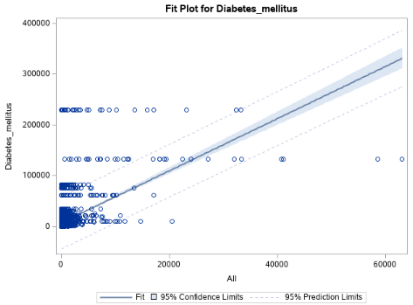 Fit Plot for Diabetes_mellitus
400000
300000
200000
100000
0
Diabetes_mellitus
0 20000 40000 60000
All
Fit 95% Confidence Limits 95% Prediction Limits